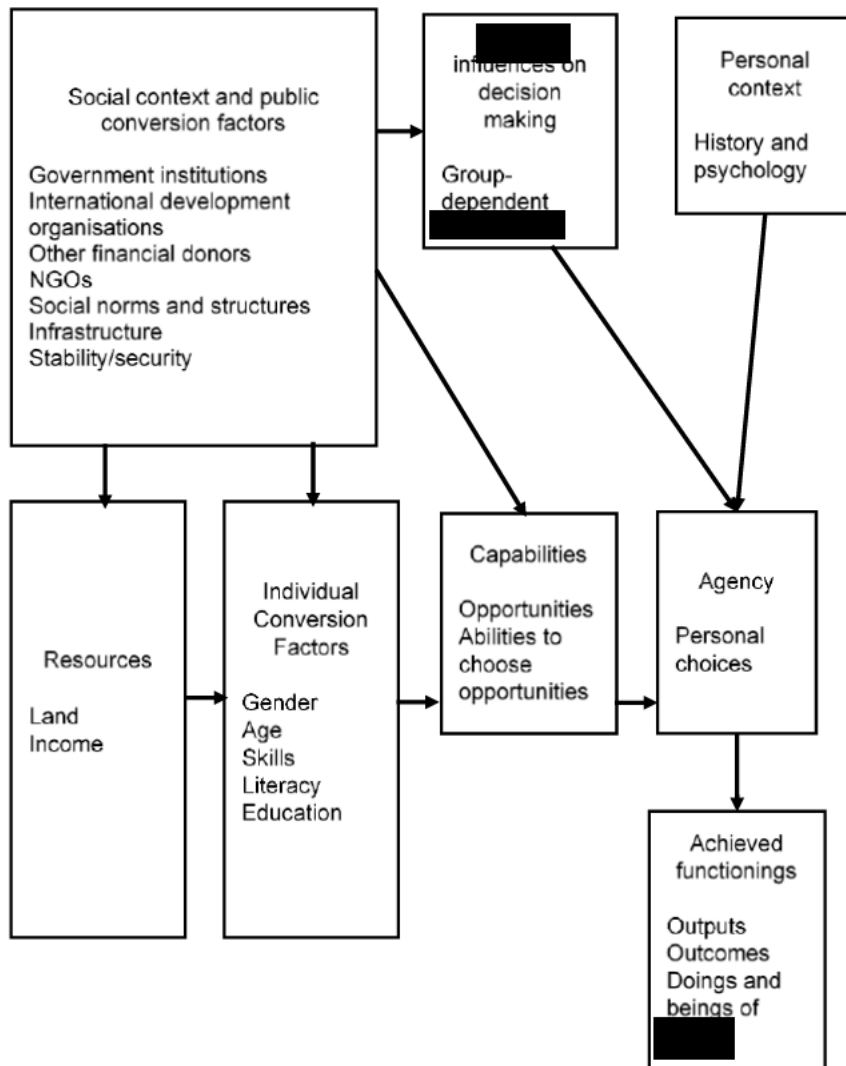 Social context and public
conversion factors
Government institutions
International development
organisations
Other financial donors
NGOs
Social norms and structures
Infrastructure
Stability/security
influences on
decision
making
Group-
dependent
Personal
context
History and
psychology
Resources
Land
Income
Individual
Conversion
Factors
Gender
Age
Skills
Literacy
Education
Capabilities
Opportunities
Abilities to
choose
opportunities
Agency
Personal
choices
Achieved
functionings
Outputs
Outcomes
Doings and
beings of